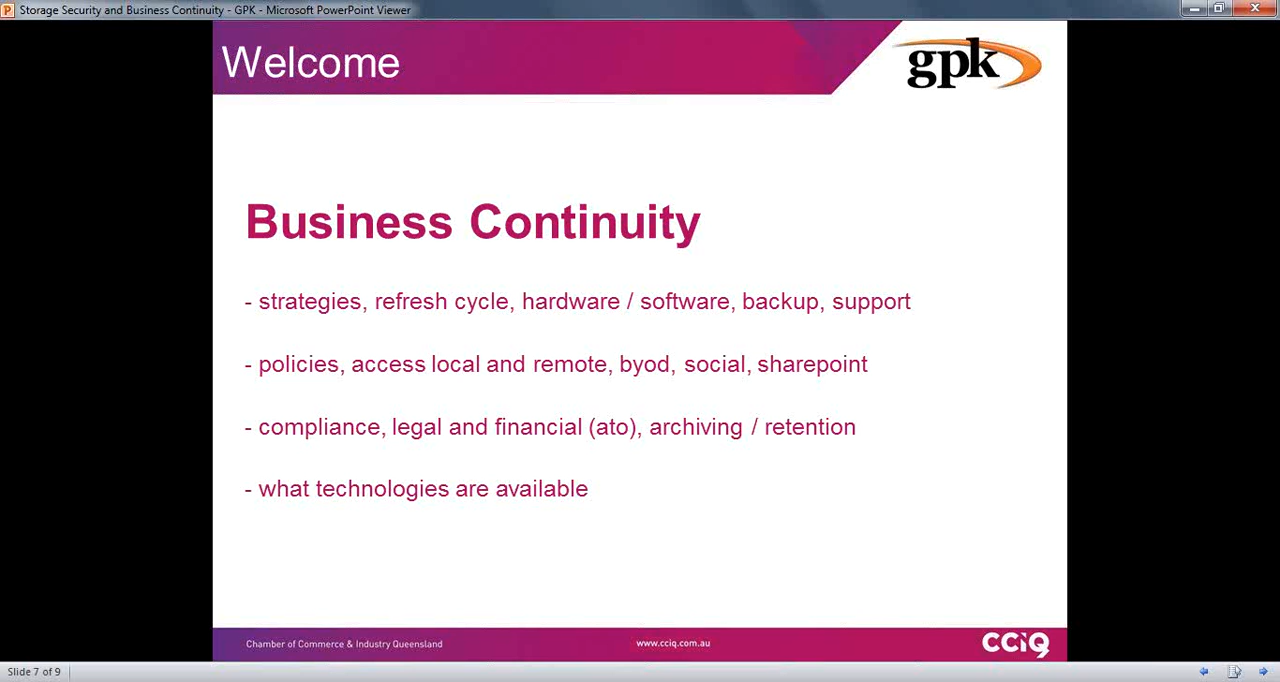 Storage Security and Business Continuity - GPK - Microsoft PowerPoint Viewer
Welcome
gpk
Business Continuity
- strategies, refresh cycle, hardware / software, backup, support
- policies, access local and remote, byod, social, sharepoint
- compliance, legal and financial (ato), archiving / retention
- what technologies are available
Chamber of Commerce & Industry Queensland
www.cciq.com.au
CCIQ
Slide 7 of 9